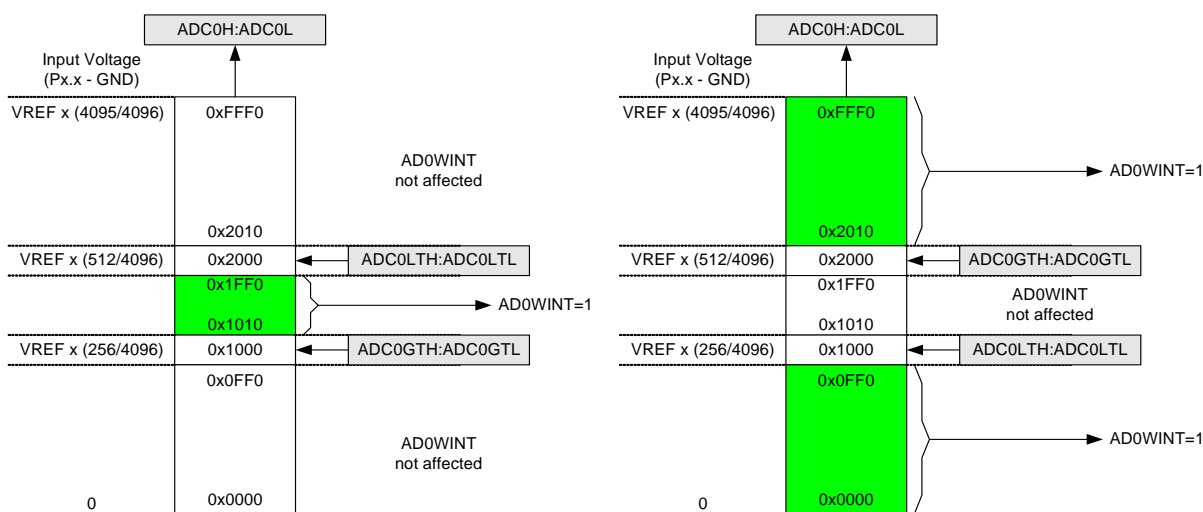 ADC0H:ADC0L
Input Voltage
(Px.x - GND)
VREF x (4095/4096)
0xFFF0
AD0WINT
not affected
0x2010
VREF x (512/4096)
0x2000
ADC0LTH:ADC0LTL
0x1FF0
AD0WINT=1
0x1010
VREF x (256/4096)
0x1000
ADC0GTH:ADC0GTL
0x0FF0
AD0WINT
not affected
0
0x0000
ADC0H:ADC0L
Input Voltage
(Px.x - GND)
VREF x (4095/4096)
0xFFF0
AD0WINT=1
0x2010
VREF x (512/4096)
0x2000
ADC0GTH:ADC0GTL
0x1FF0
AD0WINT
not affected
0x1010
VREF x (256/4096)
0x1000
ADC0LTH:ADC0LTL
0x0FF0
AD0WINT=1
0
0x0000